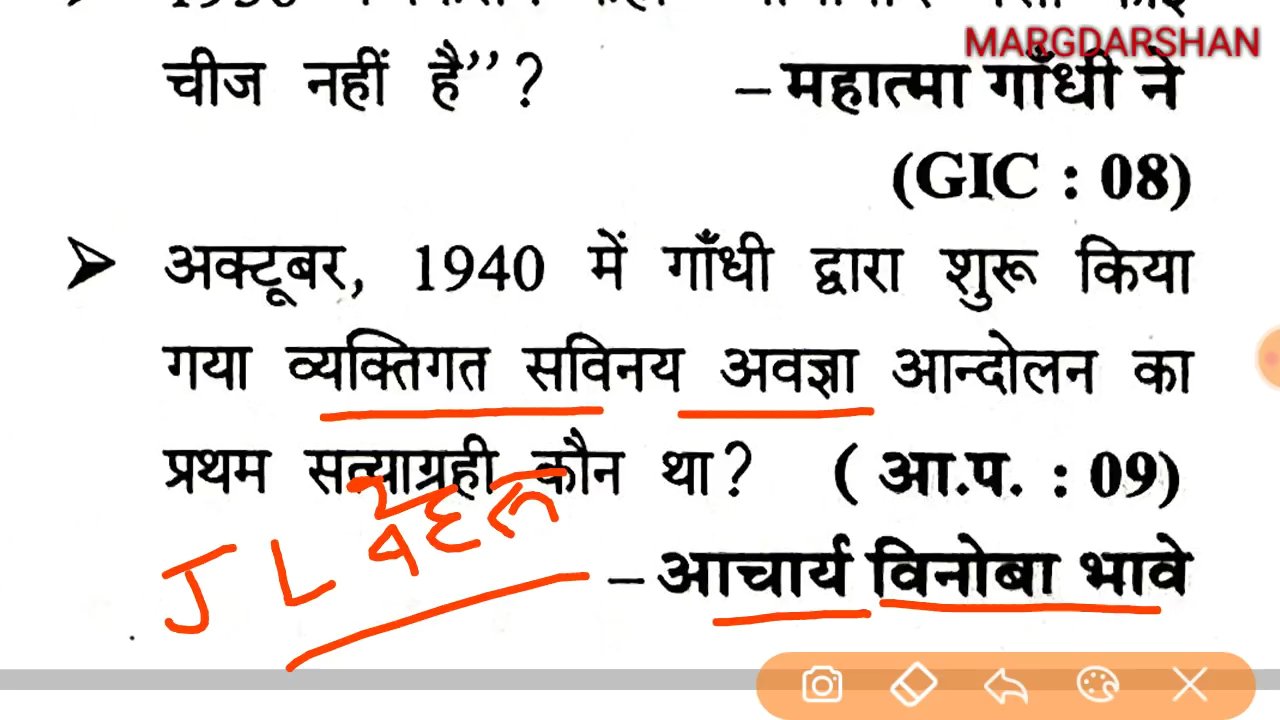 MARGDARSHAN
चीज नहीं है’’? –महात्मा गाँधी ने
(GIC : 08)
➤ अक्टूबर, 1940 में गाँधी द्वारा शुरू किया
गया व्यक्तिगत सविनय अवज्ञा आन्दोलन का
प्रथम सत्याग्रही कौन था? ( आ.प. : 09)
J L
–आचार्य विनोबा भावे